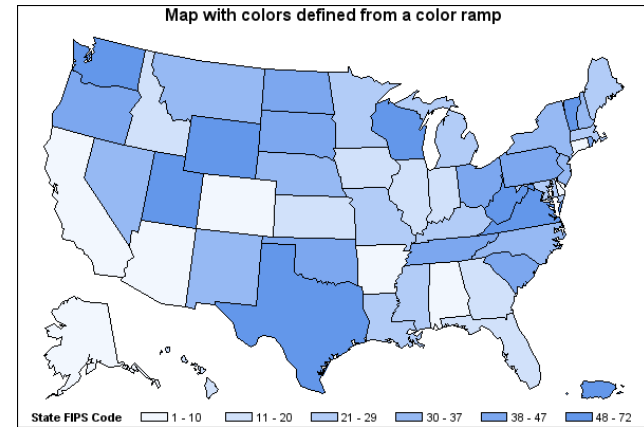 Map with colors defined from a color ramp
State FIPS Code 1 - 10 11 - 20 21 - 29 30 - 37 38 - 47 48 - 72